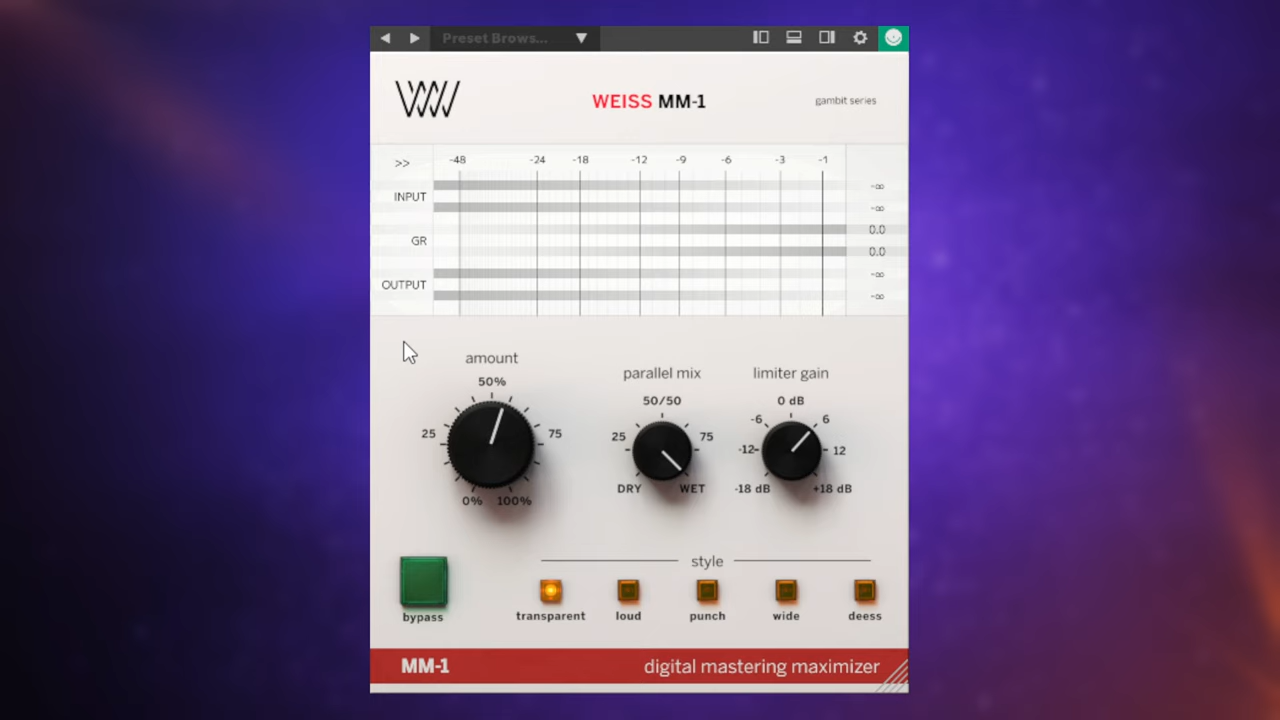 Preset Brows...
WEISS MM-1
gambit series
>> -48 -24 -18 -12 -9 -6 -3 -1
INPUT -∞
-∞
GR 0.0
0.0
OUTPUT -∞
-∞
amount
50%
25 75
0% 100%
parallel mix
50/50
25 75
DRY WET
limiter gain
0 dB
-6 6
-12 12
-18 dB +18 dB
style
bypass
transparent loud punch wide deess
MM-1 digital mastering maximizer